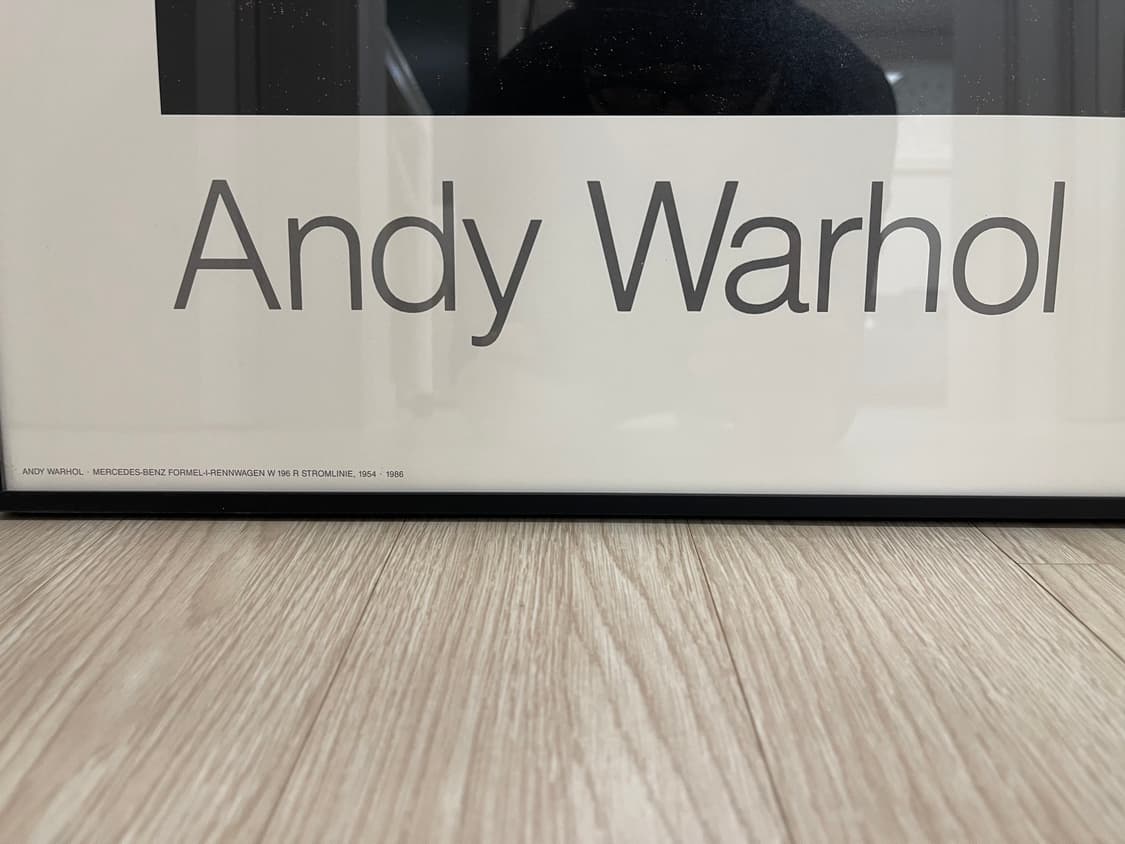 Andy Warhol
ANDY WARHOL · MERCEDES-BENZ FORMEL-I-RENNWAGEN W 196 R STROMLINIE, 1954 · 1986